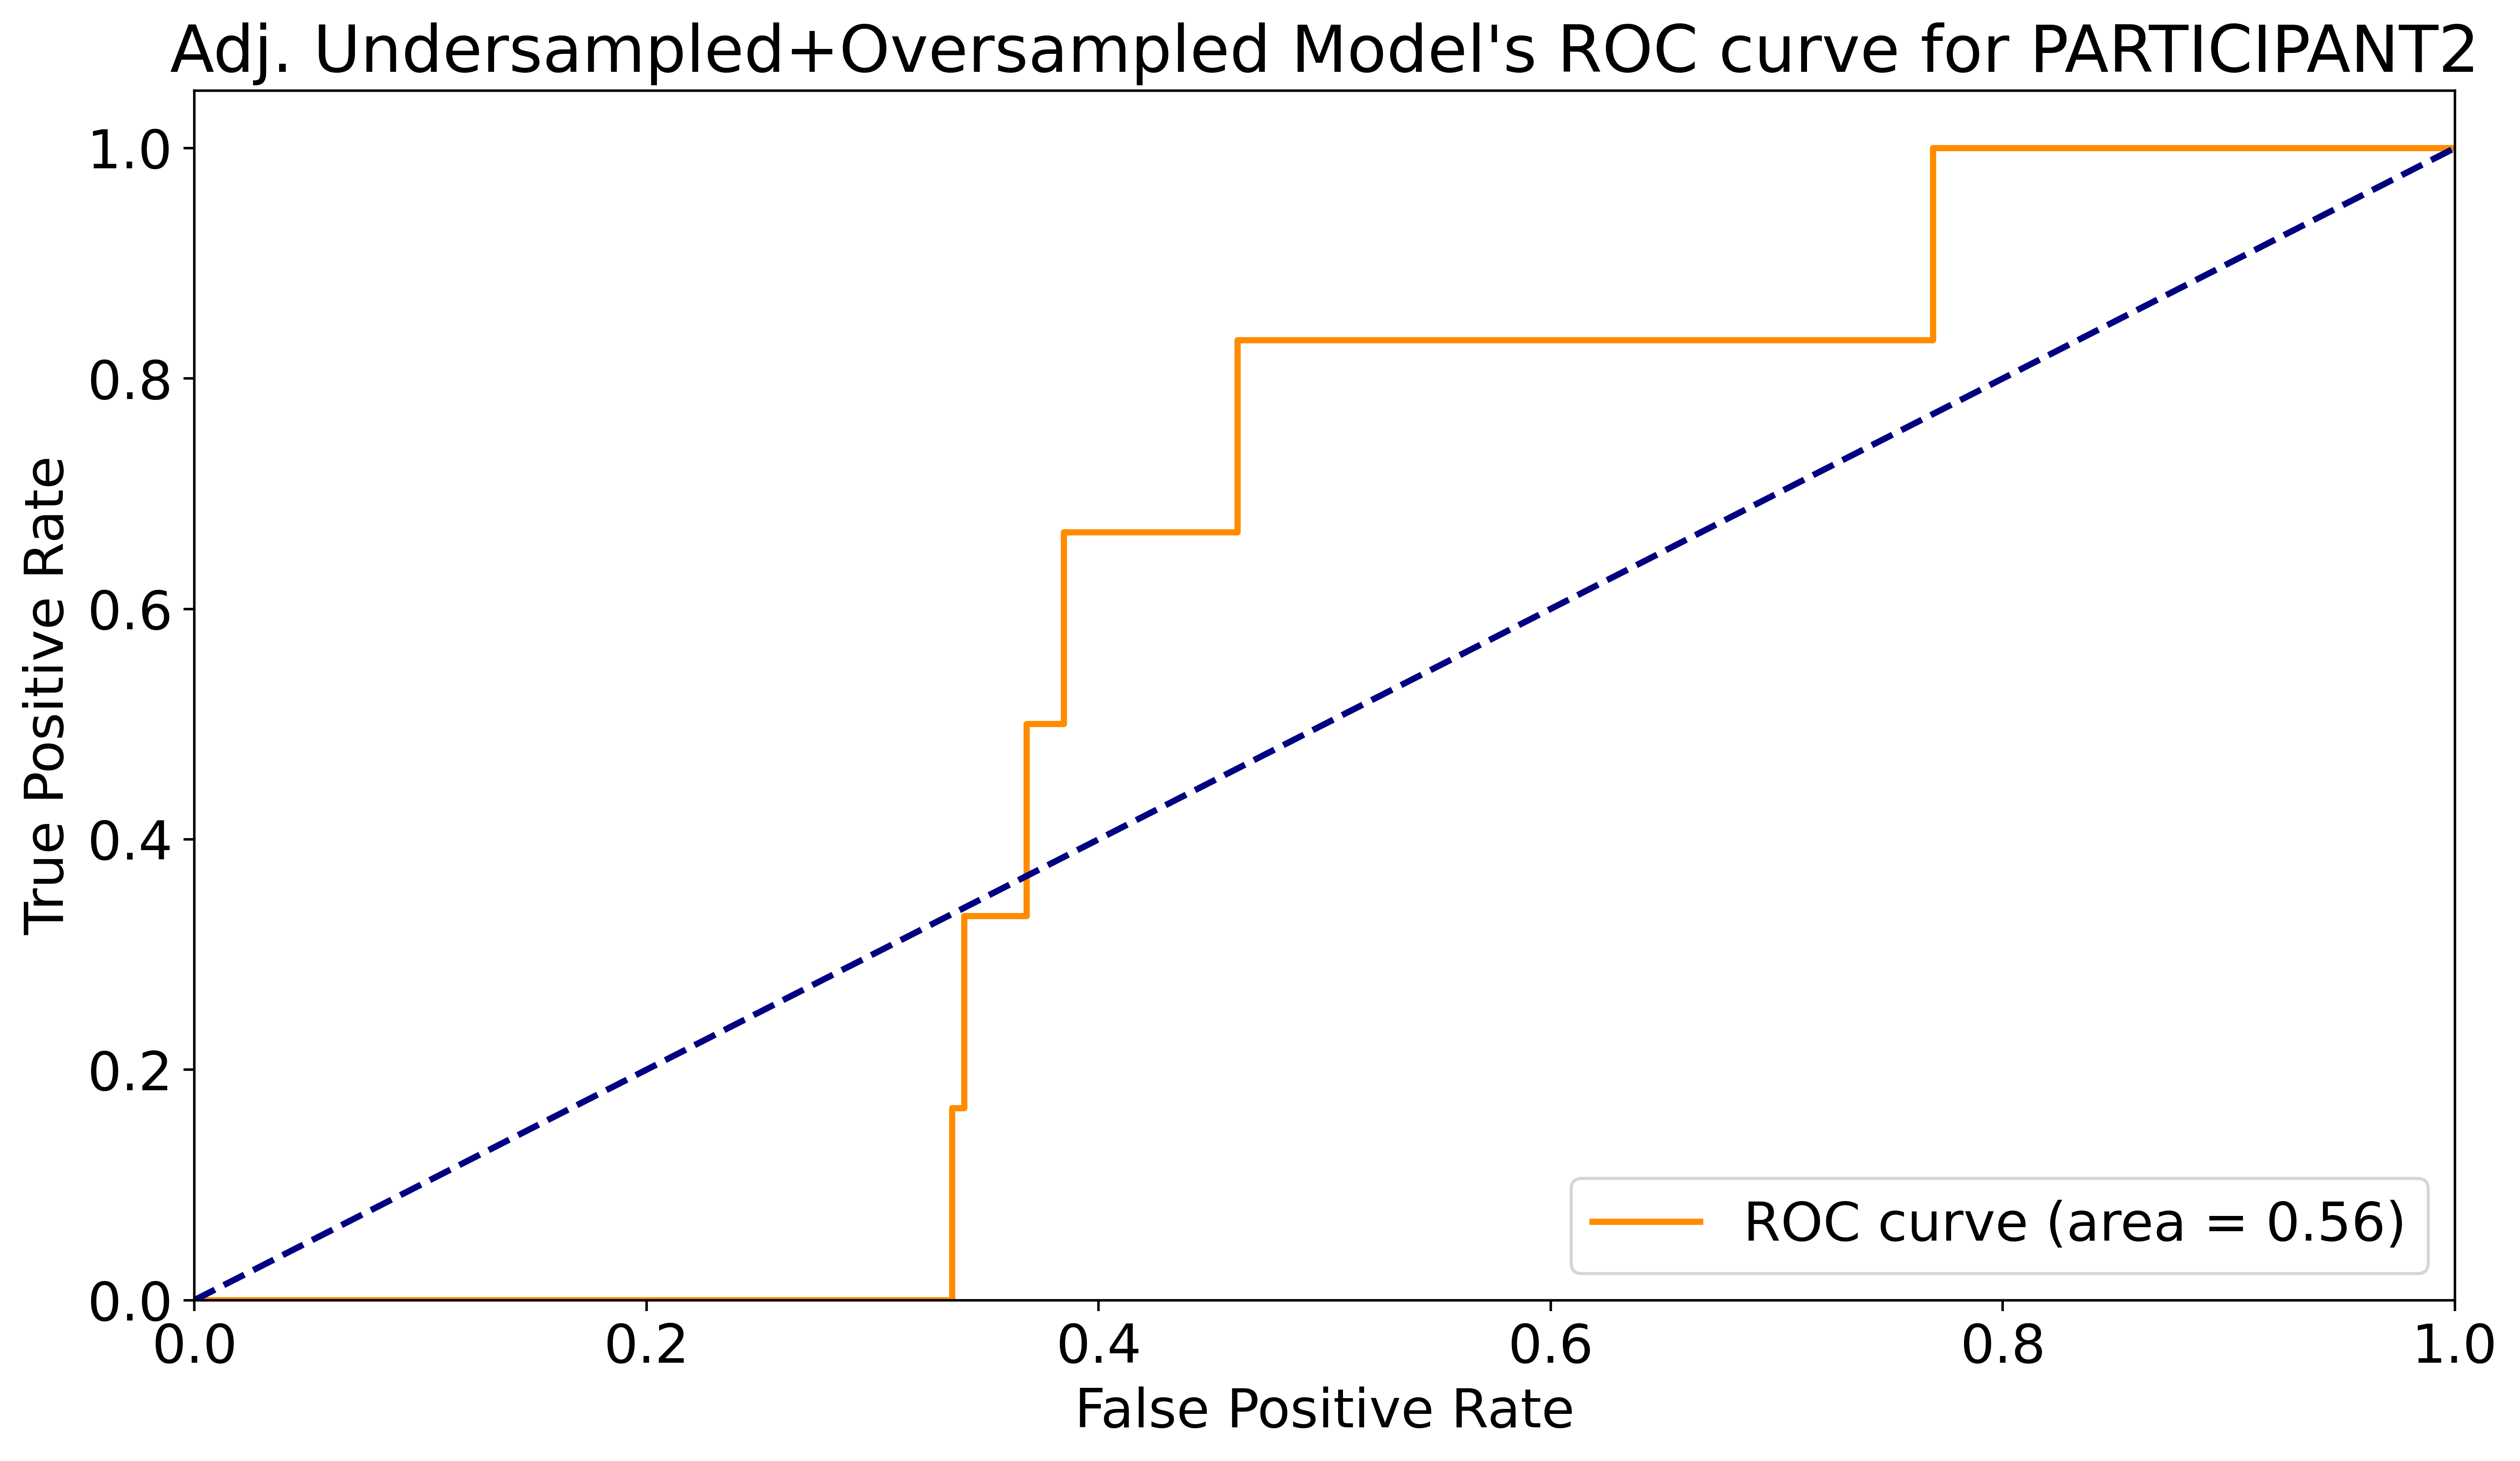 Adj. Undersampled+Oversampled Model's ROC curve for PARTICIPANT2
1.0
0.8
0.6
0.4
0.2
0.0
True Positive Rate
ROC curve (area = 0.56)
0.0 0.2 0.4 0.6 0.8 1.0
False Positive Rate